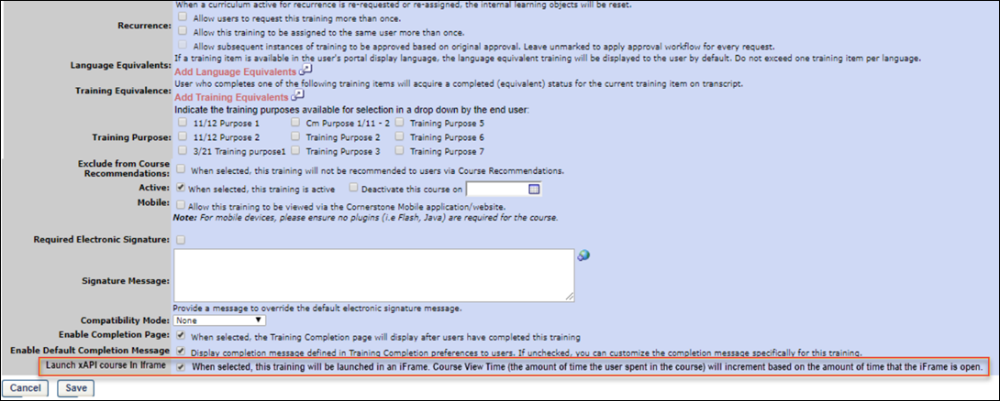 When a curriculum active for recurrence is re-requested or re-assigned, the internal learning objects will be reset.
Recurrence: Allow users to request this training more than once.
Allow this training to be assigned to the same user more than once.
Allow subsequent instances of training to be approved based on original approval. Leave unmarked to apply approval workflow for every request.
Language Equivalents: If a training item is available in the user's portal display language, the language equivalent training will be displayed to the user by default. Do not exceed one training item per language.
Add Language Equivalents
Training Equivalence: User who completes one of the following training items will acquire a completed (equivalent) status for the current training item on transcript.
Add Training Equivalents
Indicate the training purposes available for selection in a drop down by the end user:
11/12 Purpose 1 Cm Purpose 1/11 - 2 Training Purpose 5
Training Purpose: 11/12 Purpose 2 Training Purpose 2 Training Purpose 6
3/21 Training purpose1 Training Purpose 3 Training Purpose 7
Exclude from Course Recommendations: When selected, this training will not be recommended to users via Course Recommendations.
Active: When selected, this training is active Deactivate this course on
Mobile: Allow this training to be viewed via the Cornerstone Mobile application/website.
Note: For mobile devices, please ensure no plugins (i.e Flash, Java) are required for the course.
Required Electronic Signature:
Signature Message:
Provide a message to override the default electronic signature message.
Compatibility Mode: None
Enable Completion Page: When selected, the Training Completion page will display after users have completed this training
Enable Default Completion Message Display completion message defined in Training Completion preferences to users. If unchecked, you can customize the completion message specifically for this training.
Launch xAPI course In Iframe When selected, this training will be launched in an iFrame. Course View Time (the amount of time the user spent in the course) will increment based on the amount of time that the iFrame is open.
Cancel Save